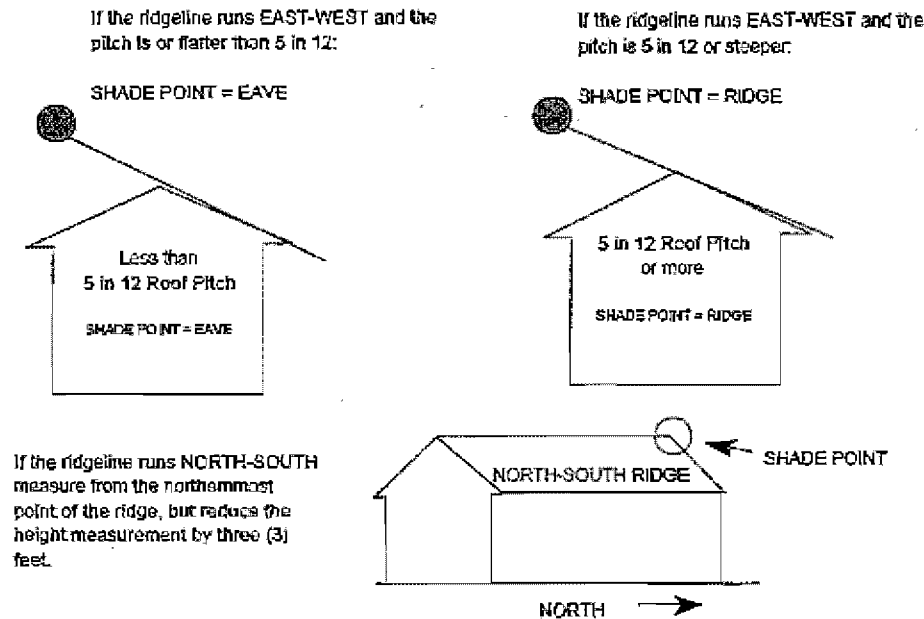 If the ridgeline runs EAST-WEST and the
pitch is or flatter than 5 in 12:
SHADE POINT = EAVE
Less than
5 in 12 Roof Pitch
SHADE POINT = EAVE
If the ridgeline runs EAST-WEST and the
pitch is 5 in 12 or steeper:
SHADE POINT = RIDGE
5 in 12 Roof Pitch
or more
SHADE POINT = RIDGE
If the ridgeline runs NORTH-SOUTH
measure from the northernmost
point of the ridge, but reduce the
height measurement by three (3)
feet.
NORTH-SOUTH RIDGE
SHADE POINT
NORTH